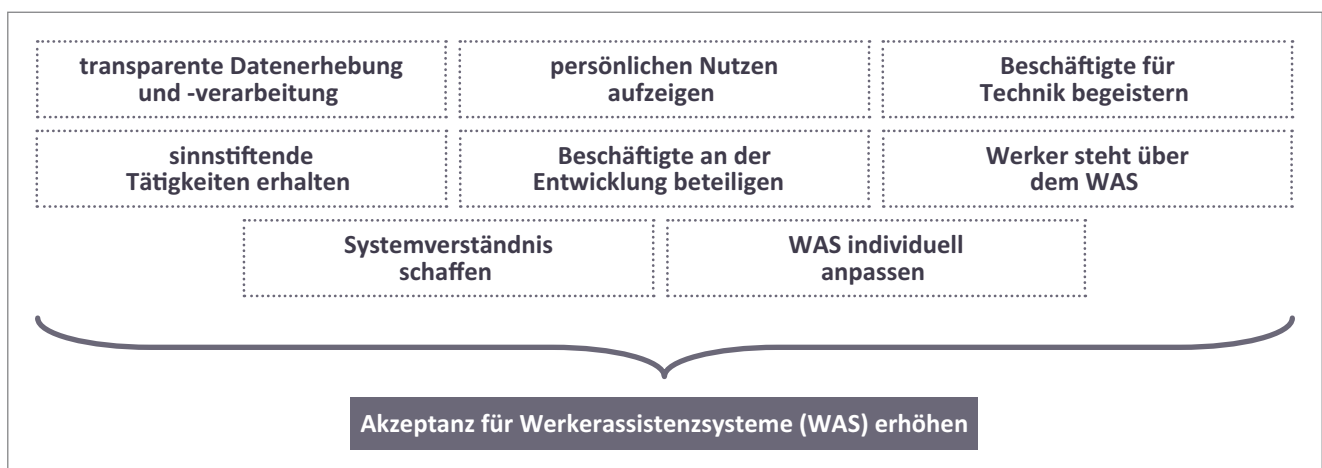 transparente Datenerhebung
und -verarbeitung
persönlichen Nutzen
aufzeigen
Beschäftigte für
Technik begeistern
sinnstiftende
Tätigkeiten erhalten
Beschäftigte an der
Entwicklung beteiligen
Werker steht über
dem WAS
Systemverständnis
schaffen
WAS individuell
anpassen
Akzeptanz für Werkerassistenzsysteme (WAS) erhöhen